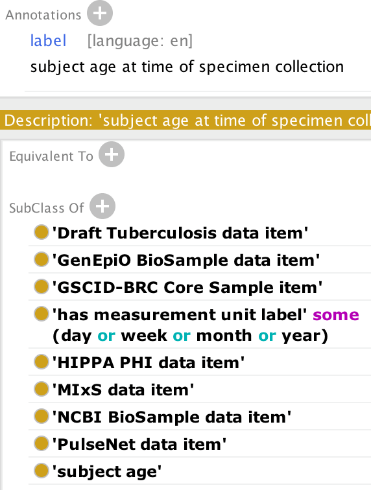 Annotations
label [language: en]
subject age at time of specimen collection
Description: 'subject age at time of specimen coll
Equivalent To
SubClass Of
'Draft Tuberculosis data item'
'GenEpiO BioSample data item'
'GSCID-BRC Core Sample item'
'has measurement unit label' some
(day or week or month or year)
'HIPPA PHI data item'
'MIxS data item'
'NCBI BioSample data item'
'PulseNet data item'
'subject age'